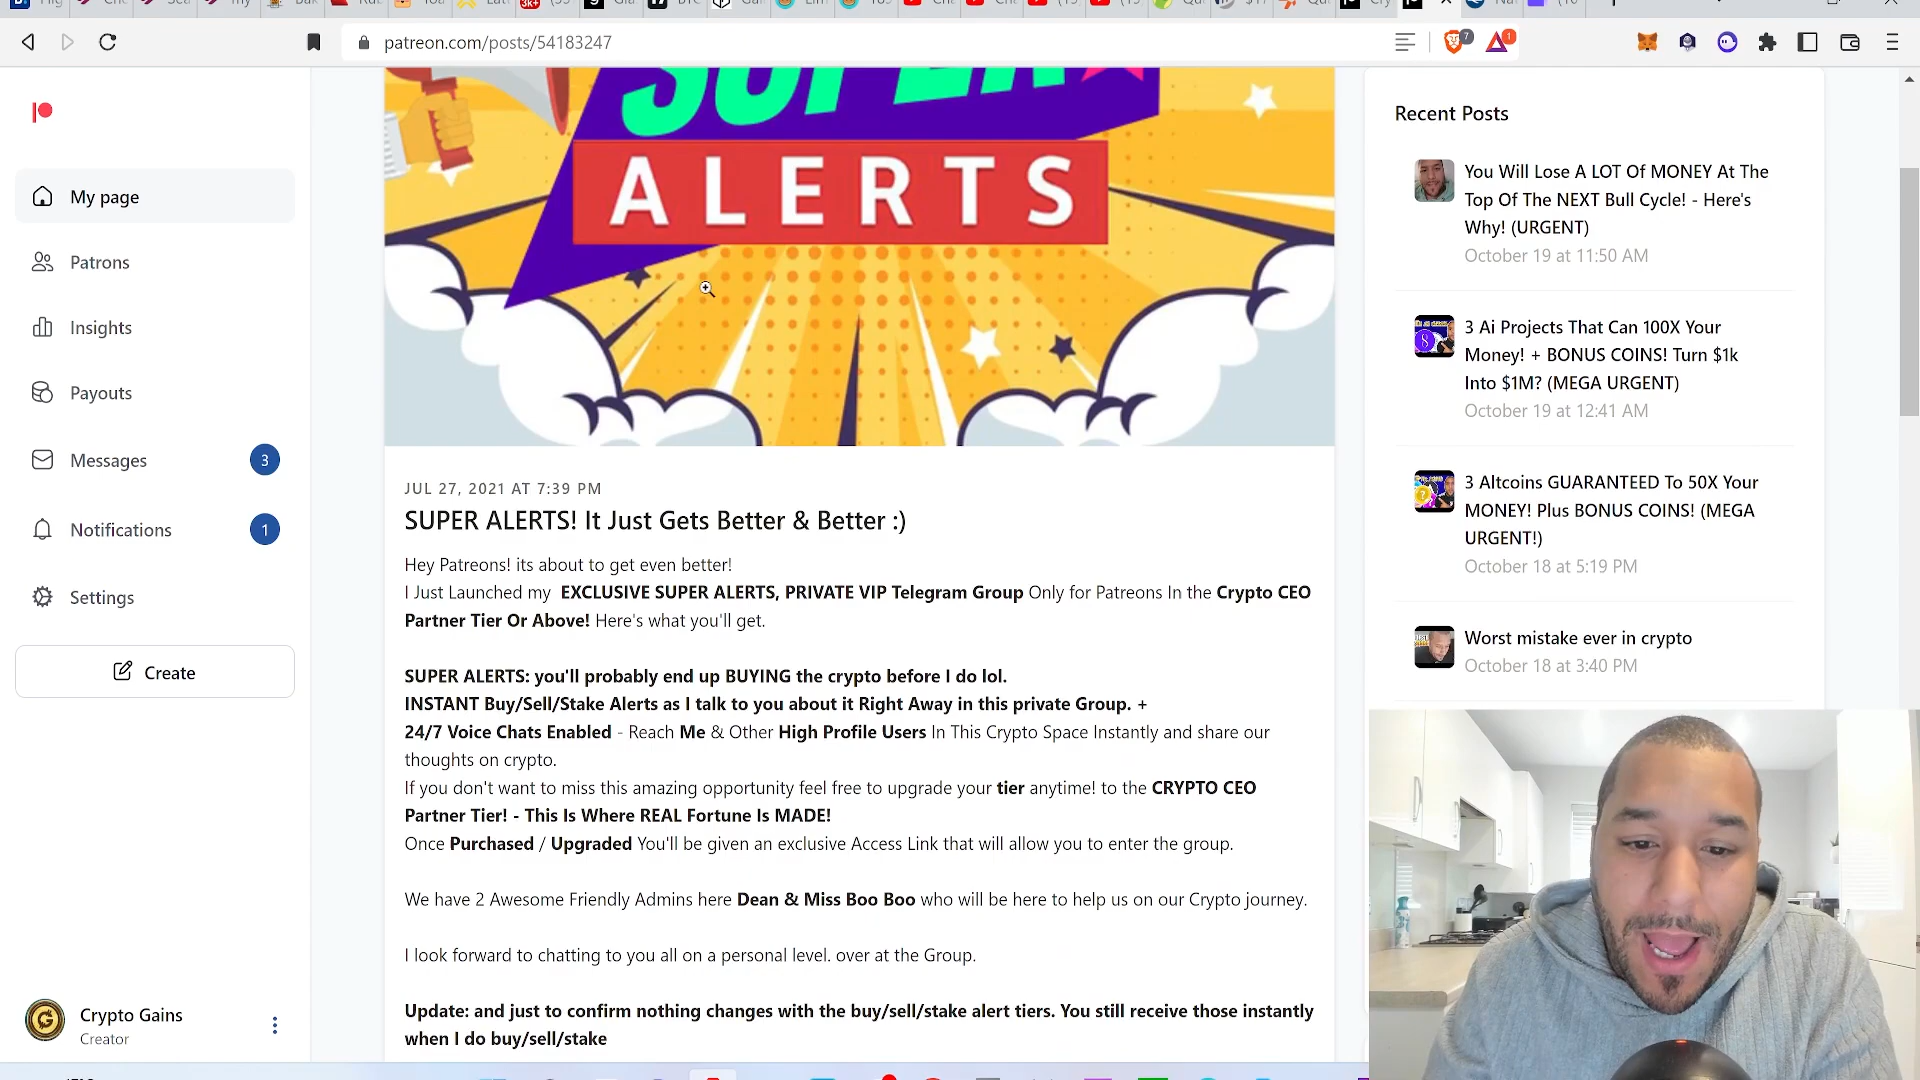 patreon.com/posts/54183247
7
1
SUPER
ALERTS
My page
Patrons
Insights
Payouts
Messages
3
Notifications
1
Settings
Create
Crypto Gains
Creator
JUL 27, 2021 AT 7:39 PM
SUPER ALERTS! It Just Gets Better & Better :)
Hey Patreons! its about to get even better!
I Just Launched my EXCLUSIVE SUPER ALERTS, PRIVATE VIP Telegram Group Only for Patreons In the Crypto CEO
Partner Tier Or Above! Here's what you'll get.
SUPER ALERTS: you'll probably end up BUYING the crypto before I do lol.
INSTANT Buy/Sell/Stake Alerts as I talk to you about it Right Away in this private Group. +
24/7 Voice Chats Enabled - Reach Me & Other High Profile Users In This Crypto Space Instantly and share our
thoughts on crypto.
If you don't want to miss this amazing opportunity feel free to upgrade your tier anytime! to the CRYPTO CEO
Partner Tier! - This Is Where REAL Fortune Is MADE!
Once Purchased / Upgraded You'll be given an exclusive Access Link that will allow you to enter the group.
We have 2 Awesome Friendly Admins here Dean & Miss Boo Boo who will be here to help us on our Crypto journey.
I look forward to chatting to you all on a personal level. over at the Group.
Update: and just to confirm nothing changes with the buy/sell/stake alert tiers. You still receive those instantly
when I do buy/sell/stake
Recent Posts
You Will Lose A LOT Of MONEY At The
Top Of The NEXT Bull Cycle! - Here's
Why! (URGENT)
October 19 at 11:50 AM
3 Ai Projects That Can 100X Your
Money! + BONUS COINS! Turn $1k
Into $1M? (MEGA URGENT)
October 19 at 12:41 AM
3 Altcoins GUARANTEED To 50X Your
MONEY! Plus BONUS COINS! (MEGA
URGENT!)
October 18 at 5:19 PM
Worst mistake ever in crypto
October 18 at 3:40 PM